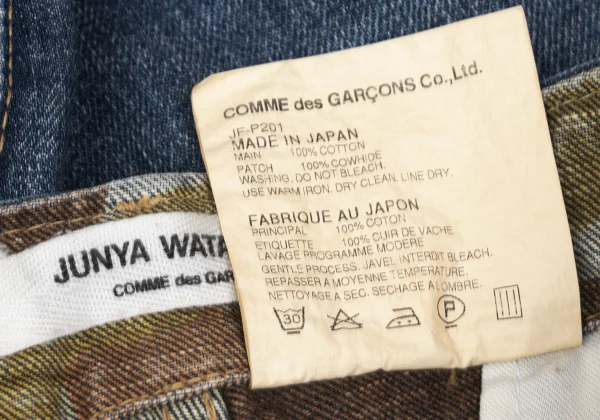 COMME des GARÇONS Co.,Ltd.
JF-P201
MADE IN JAPAN
MAIN 100% COTTON
PATCH 100% COWHIDE
WASHING. DO NOT BLEACH.
USE WARM IRON. DRY CLEAN. LINE DRY.
FABRIQUE AU JAPON
PRINCIPAL 100% COTON
ETIQUETTE 100% CUIR DE VACHE
LAVAGE PROGRAMME MODERE
GENTLE PROCESS. JAVEL INTERDIT BLEACH.
REPASSER A MOYENNE TEMPERATURE.
NETTOYAGE A SEC. SECHAGE A L'OMBRE.
30
P
JUNYA WATA
COMME des GAR